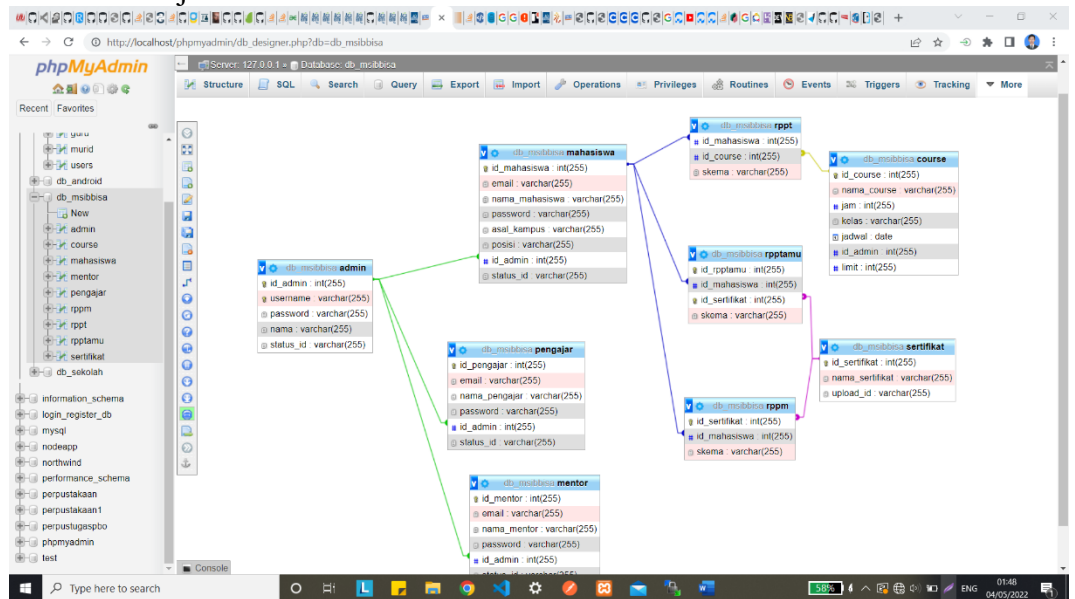 http://localhost/phpmyadmin/db_designer.php?db=db_msibbisa
phpMyAdmin
Recent Favorites
guru
murid
users
db_android
db_msibbisa
New
admin
course
mahasiswa
mentor
pengajar
rppm
rppt
rpptamu
sertifikat
db_sekolah
information_schema
login_register_db
mysql
nodeapp
northwind
performance_schema
perpustakaan
perpustakaan1
perpustugaspbo
phpmyadmin
test
Server: 127.0.0.1 » Database: db_msibbisa
Structure SQL Search Query Export Import Operations Privileges Routines Events Triggers Tracking More
db_msibbisa admin
id_admin : int(255)
username : varchar(255)
password : varchar(255)
nama : varchar(255)
status_id : varchar(255)
db_msibbisa mahasiswa
id_mahasiswa : int(255)
email : varchar(255)
nama_mahasiswa : varchar(255)
password : varchar(255)
asal_kampus : varchar(255)
posisi : varchar(255)
id_admin : int(255)
status_id : varchar(255)
db_msibbisa pengajar
id_pengajar : int(255)
email : varchar(255)
nama_pengajar : varchar(255)
password : varchar(255)
id_admin : int(255)
status_id : varchar(255)
db_msibbisa mentor
id_mentor : int(255)
email : varchar(255)
nama_mentor : varchar(255)
password : varchar(255)
id_admin : int(255)
status_id : varchar(255)
db_msibbisa rppt
id_mahasiswa : int(255)
id_course : int(255)
skema : varchar(255)
db_msibbisa course
id_course : int(255)
nama_course : varchar(255)
jam : int(255)
kelas : varchar(255)
jadwal : date
id_admin : int(255)
limit : int(255)
db_msibbisa rpptamu
id_rpptamu : int(255)
id_mahasiswa : int(255)
id_sertifikat : int(255)
skema : varchar(255)
db_msibbisa sertifikat
id_sertifikat : int(255)
nama_sertifikat : varchar(255)
upload_id : varchar(255)
db_msibbisa rppm
id_sertifikat : int(255)
id_mahasiswa : int(255)
skema : varchar(255)
Console
Type here to search
58%
ENG
01:48
04/05/2022